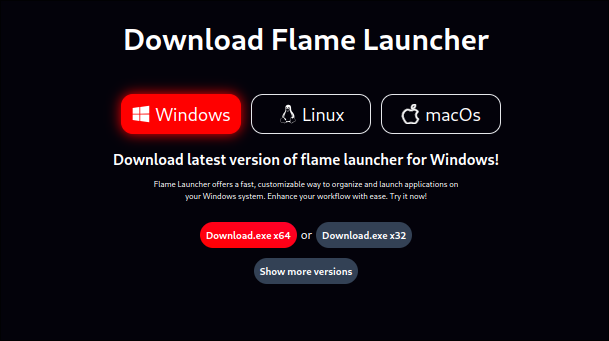 Download Flame Launcher
Windows
Linux
macOs
Download latest version of flame launcher for Windows!
Flame Launcher offers a fast, customizable way to organize and launch applications on
your Windows system. Enhance your workflow with ease. Try it now!
Download.exe x64 or Download.exe x32
Show more versions